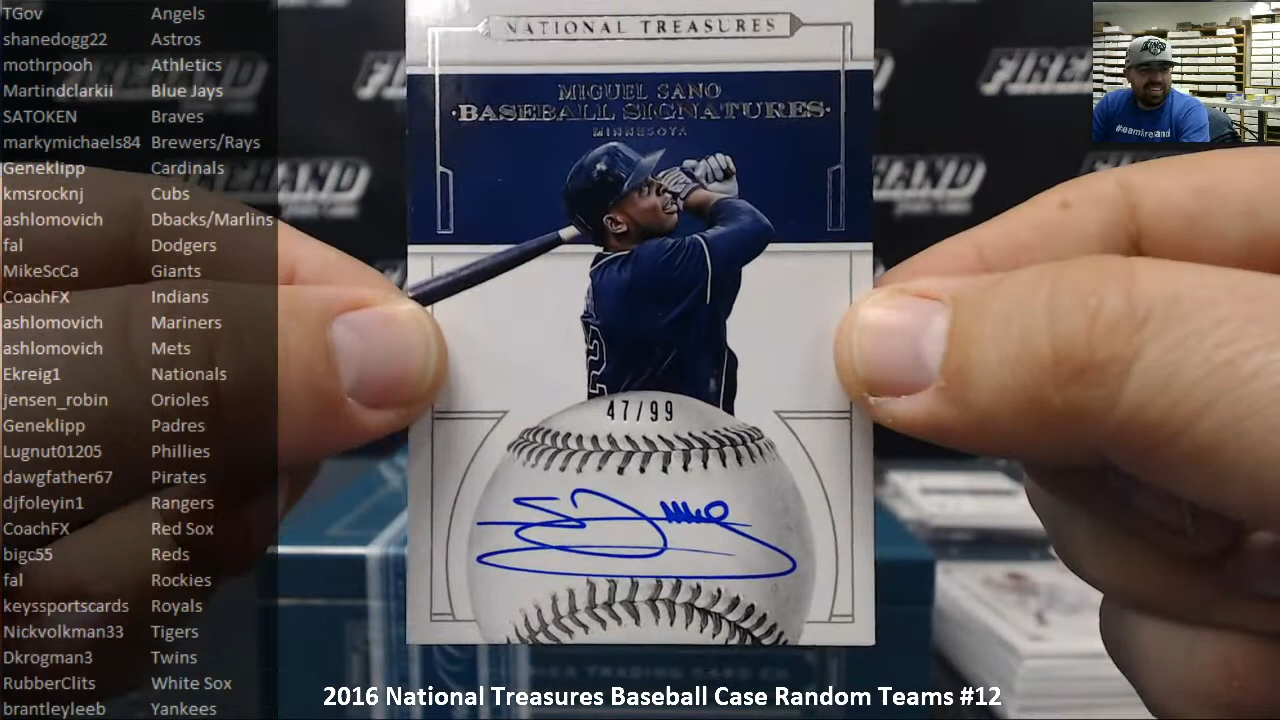 TGov Angels
shanedogg22 Astros
mothrpooh Athletics
Martindclarkii Blue Jays
SATOKEN Braves
markymichaels84 Brewers/Rays
Geneklipp Cardinals
kmsrocknj Cubs
ashlomovich Dbacks/Marlins
fal Dodgers
MikeScCa Giants
CoachFX Indians
ashlomovich Mariners
ashlomovich Mets
Ekreig1 Nationals
jensen_robin Orioles
Geneklipp Padres
Lugnut01205 Phillies
dawgfather67 Pirates
djfoleyin1 Rangers
CoachFX Red Sox
bigc55 Reds
fal Rockies
keyssportscards Royals
Nickvolkman33 Tigers
Dkrogman3 Twins
RubberClits White Sox
brantleyleeb Yankees
NATIONAL TREASURES
MIGUEL SANO
·BASEBALL SIGNATURES·
MINNESOTA
47/99
KINGS
#teamfirehand
FIREHAND
2016 National Treasures Baseball Case Random Teams #12